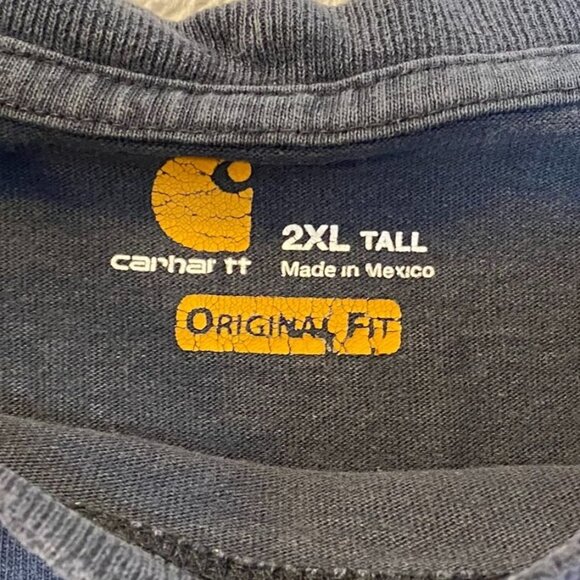 carhartt
2XL TALL
Made in Mexico
ORIGINAL FIT